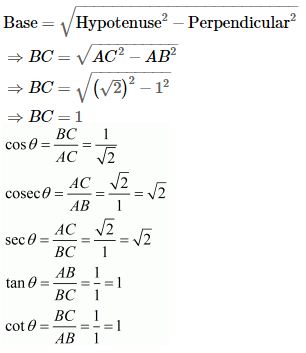 Base = √(Hypotenuse² − Perpendicular²)
⇒ BC = √(AC² − AB²)
⇒ BC = √((√2)² − 1²)
⇒ BC = 1
cos θ = BC/AC = 1/√2
cosec θ = AC/AB = √2/1 = √2
sec θ = AC/BC = √2/1 = √2
tan θ = AB/BC = 1/1 = 1
cot θ = BC/AB = 1/1 = 1